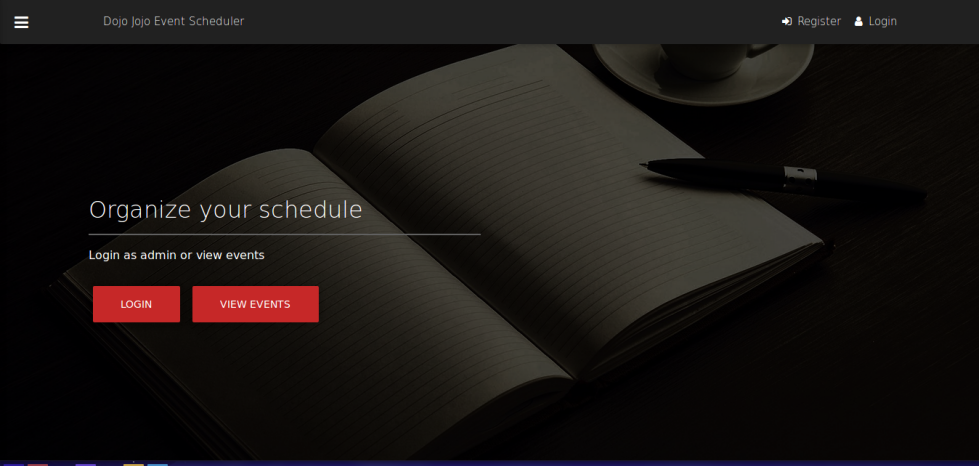 Dojo Jojo Event Scheduler
Register
Login
Organize your schedule
Login as admin or view events
LOGIN
VIEW EVENTS